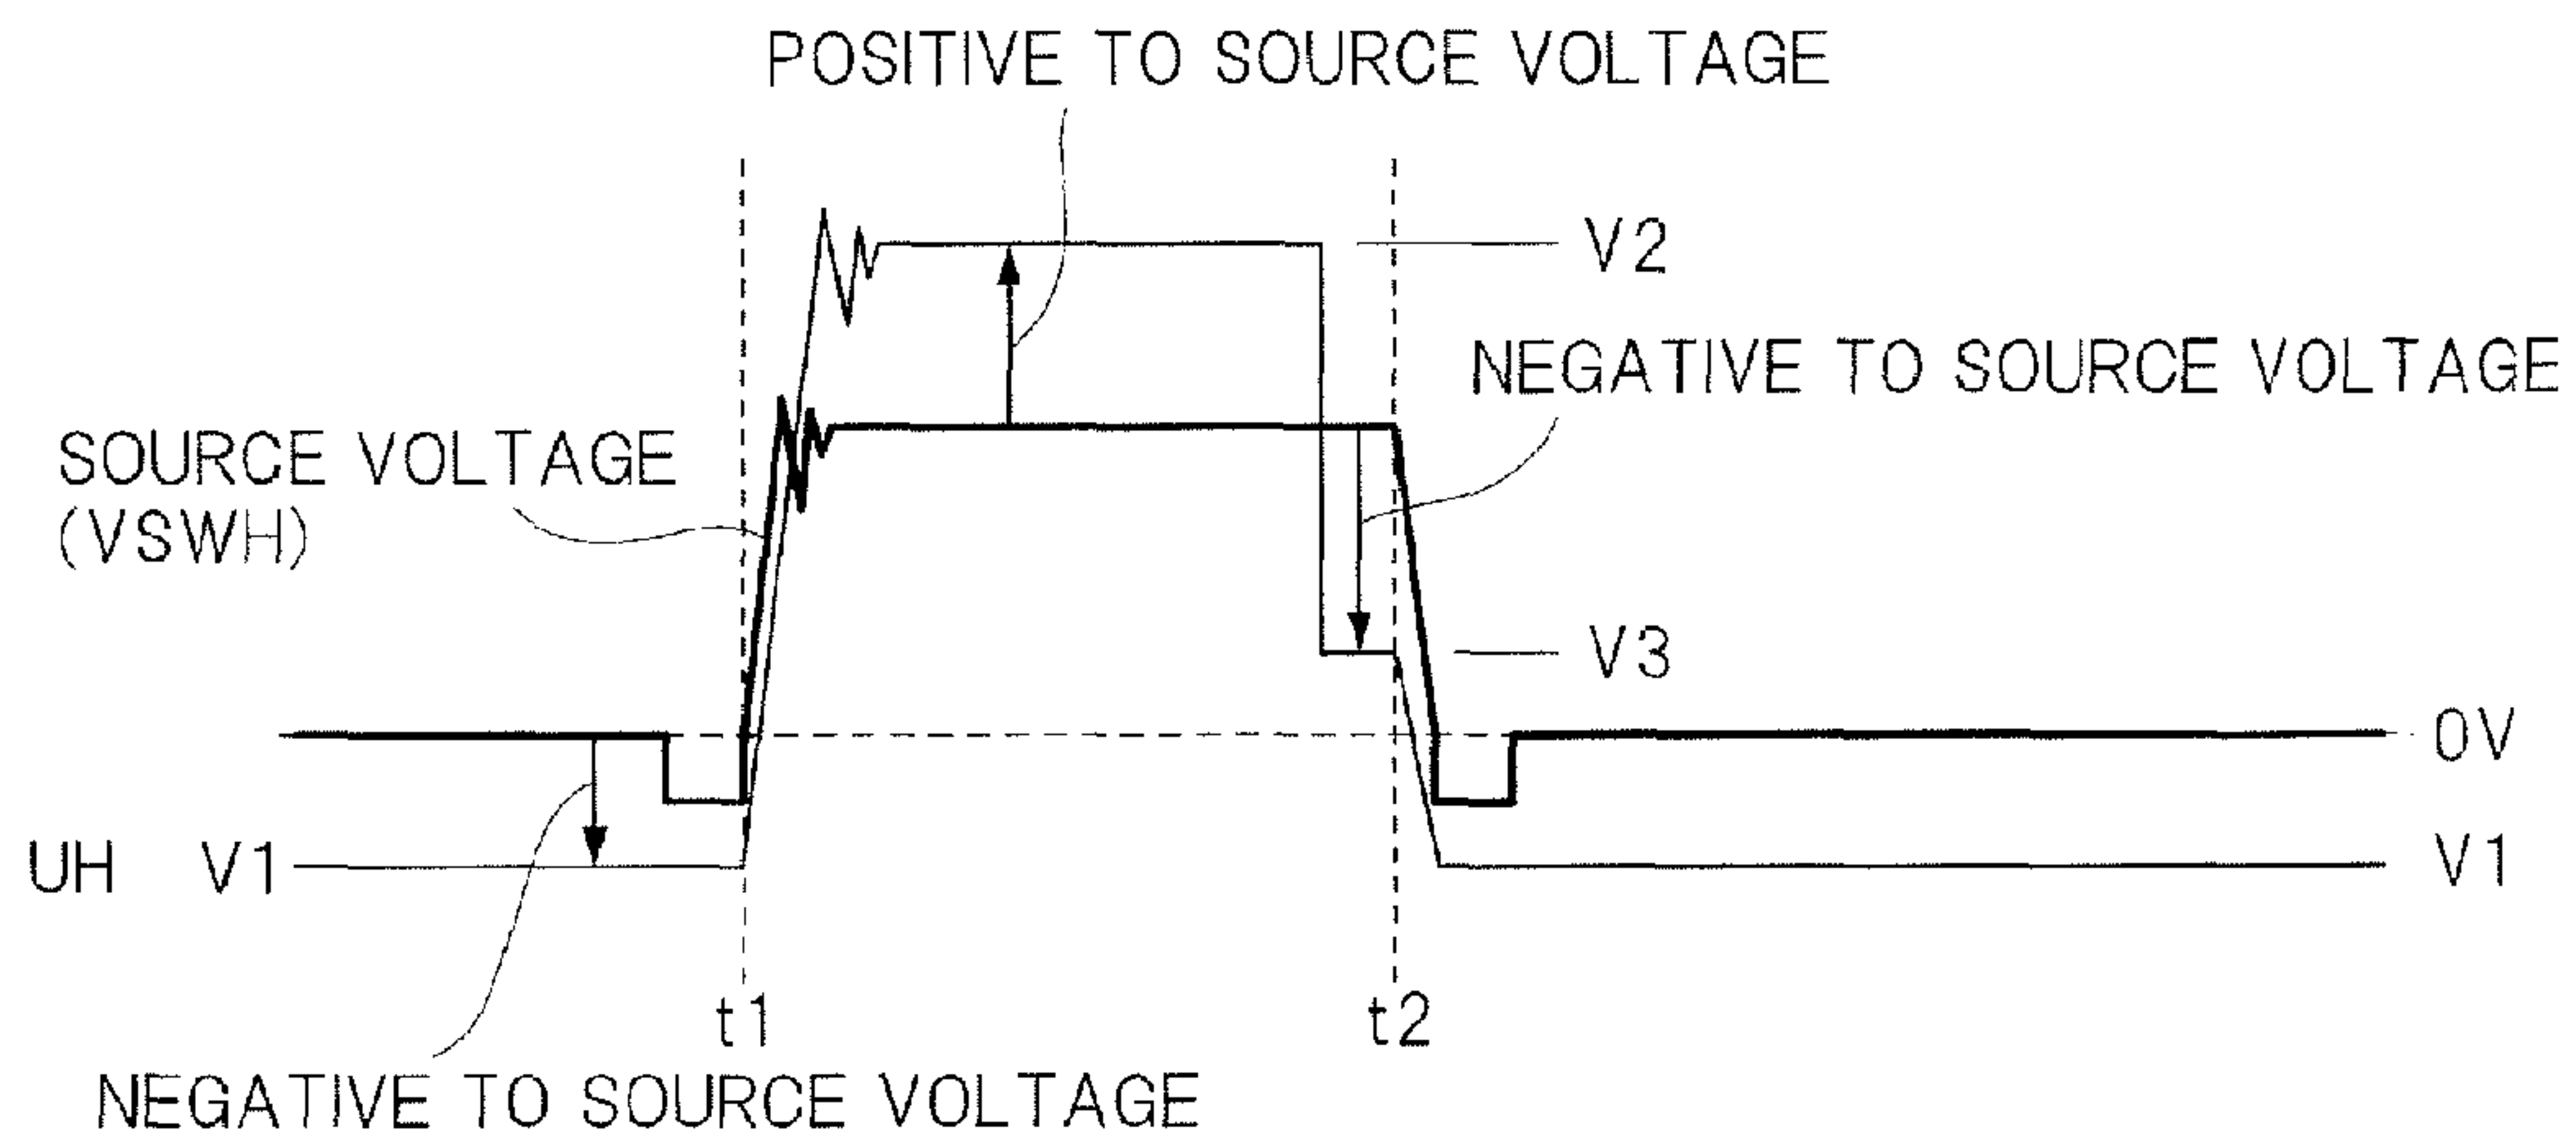 POSITIVE TO SOURCE VOLTAGE
V2
NEGATIVE TO SOURCE VOLTAGE
SOURCE VOLTAGE
(VSWH)
V3
0V
UH V1
V1
t1
t2
NEGATIVE TO SOURCE VOLTAGE